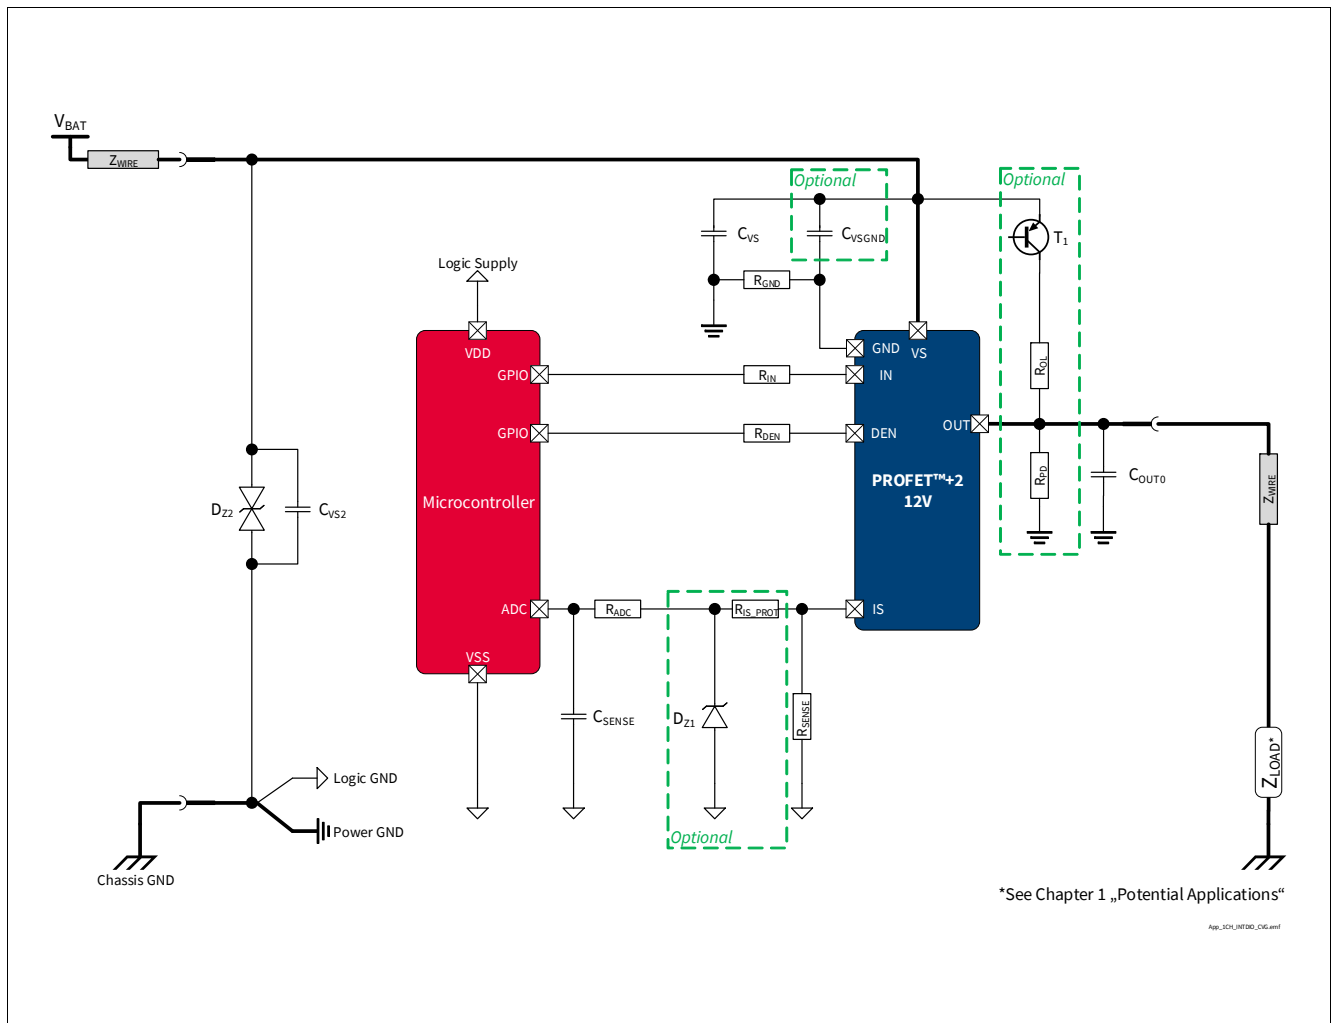 VBAT
ZWIRE
Optional
Optional
CVS
CVSGND
T1
Logic Supply
RGND
VDD
GND
VS
GPIO
RIN
IN
ROL
GPIO
RDEN
DEN
OUT
RPD
COUT0
ZWIRE
PROFET™+2
12V
Microcontroller
DZ2
CVS2
ADC
RADC
RIS_PROT
IS
VSS
CSENSE
DZ1
RSENSE
ZLOAD*
Logic GND
Power GND
Optional
Chassis GND
*See Chapter 1 „Potential Applications“
App_1CH_INTDIO_CVG.emf